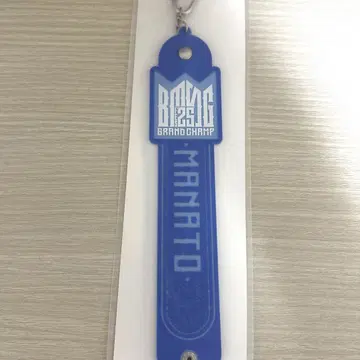 BMSG
25
GRAND CHAMP
MANATO